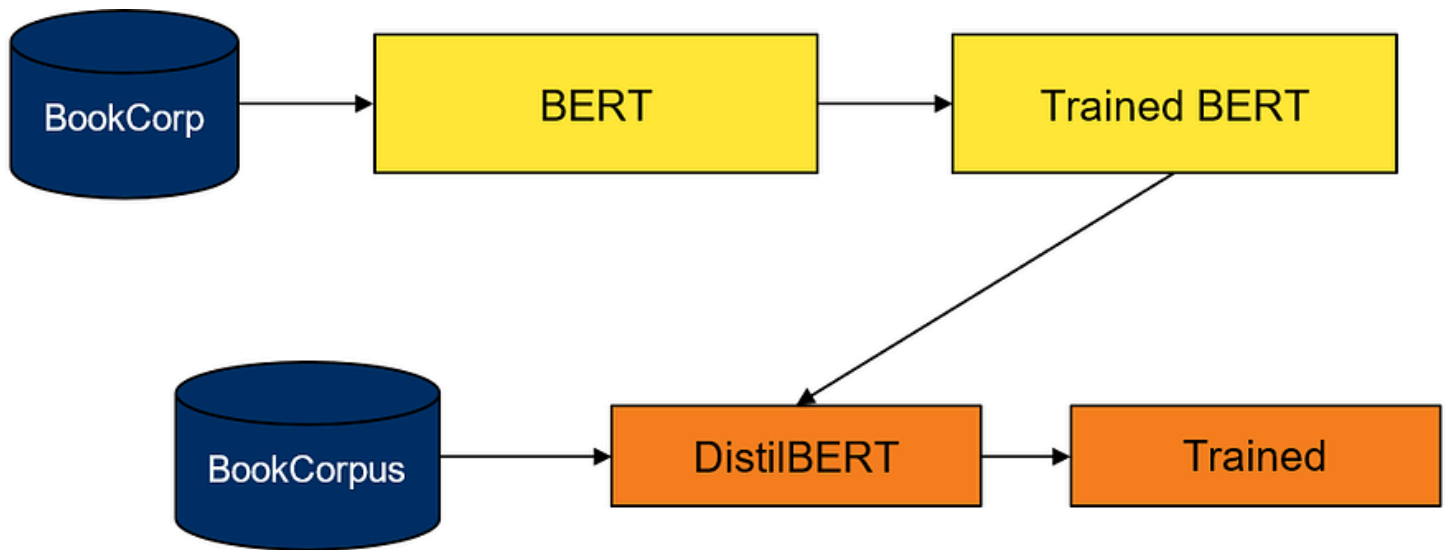 BookCorp
BERT
Trained BERT
BookCorpus
DistilBERT
Trained